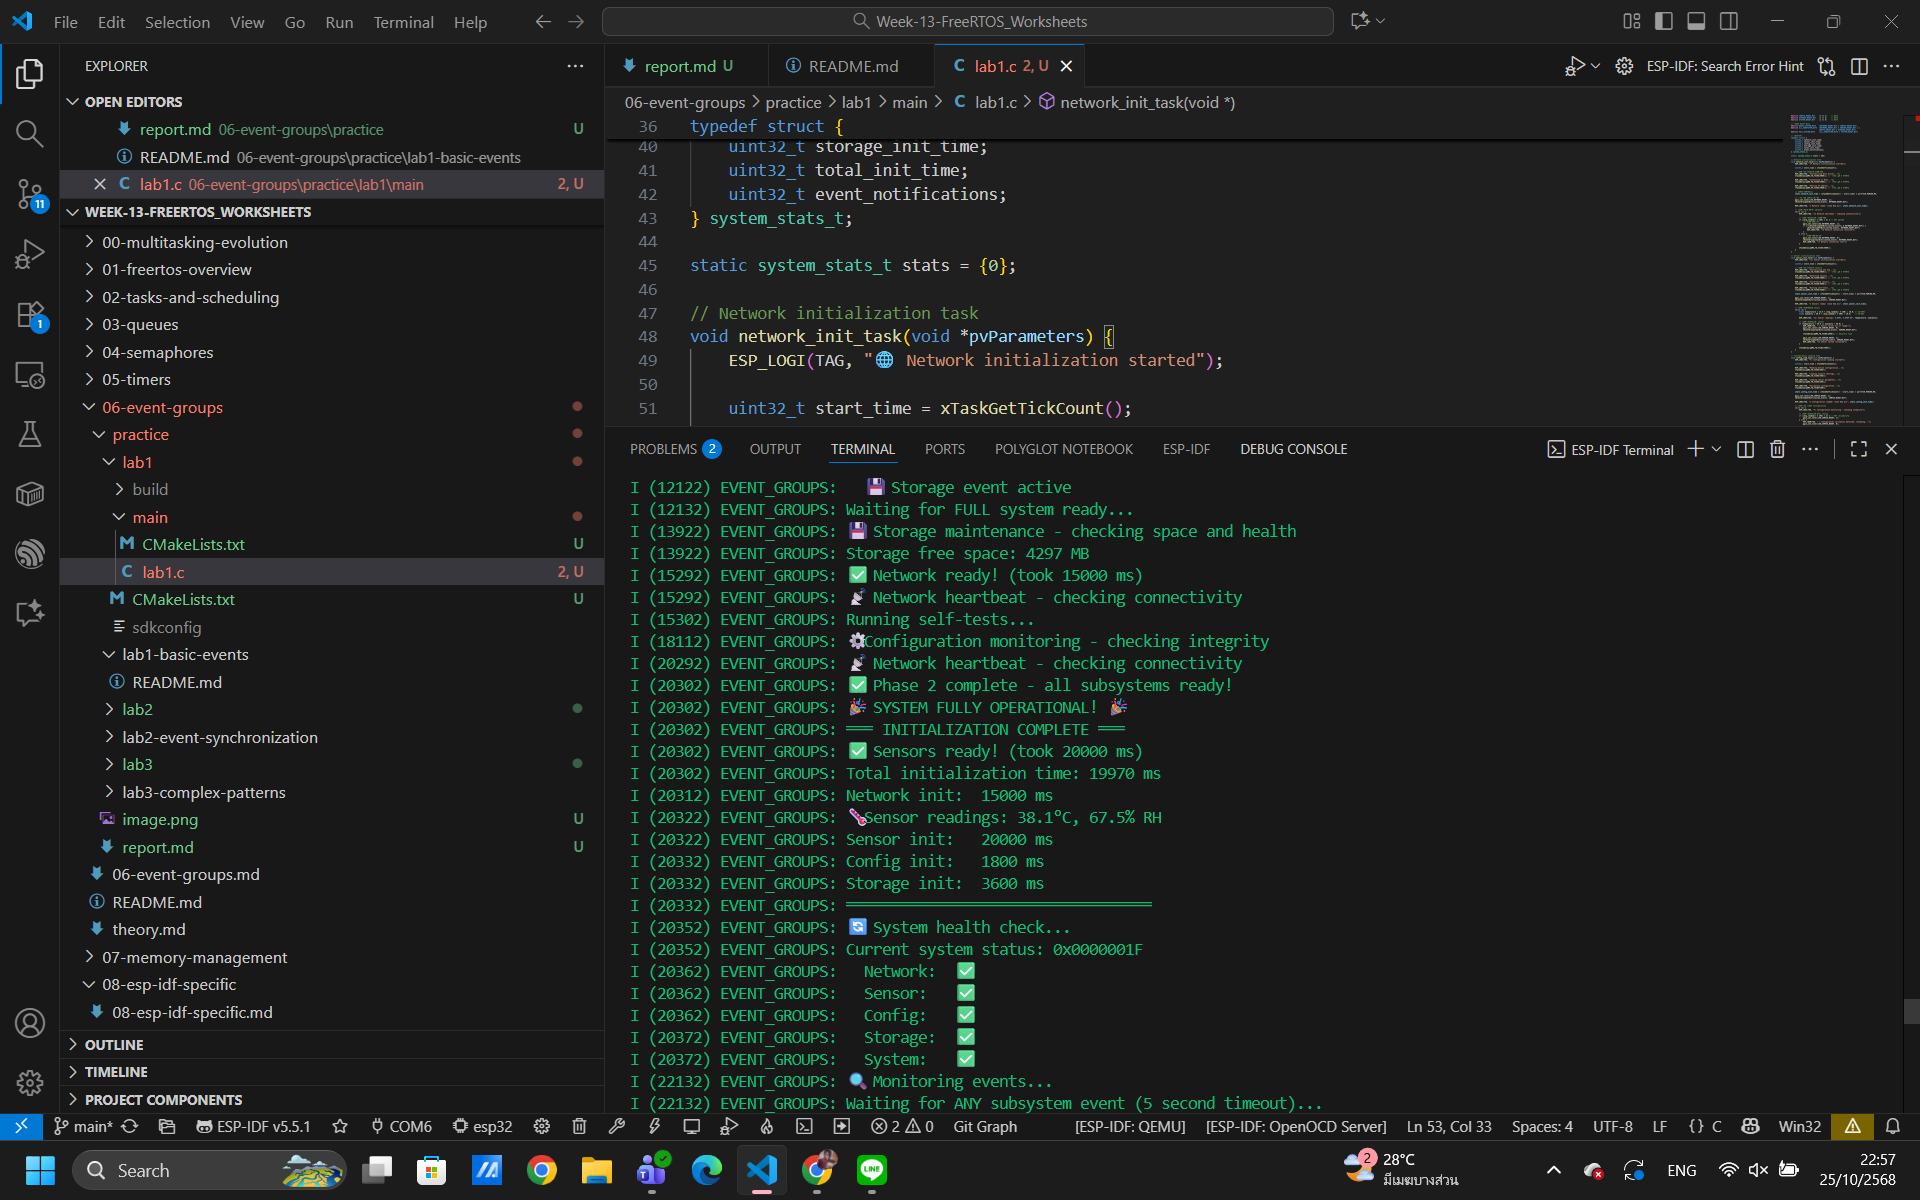 File Edit Selection View Go Run Terminal Help
Week-13-FreeRTOS_Worksheets
EXPLORER
OPEN EDITORS
report.md 06-event-groups\practice U
README.md 06-event-groups\practice\lab1-basic-events
lab1.c 06-event-groups\practice\lab1\main 2, U
WEEK-13-FREERTOS_WORKSHEETS
00-multitasking-evolution
01-freertos-overview
02-tasks-and-scheduling
03-queues
04-semaphores
05-timers
06-event-groups
practice
lab1
build
main
CMakeLists.txt U
lab1.c 2, U
CMakeLists.txt U
sdkconfig
lab1-basic-events
README.md
lab2
lab2-event-synchronization
lab3
lab3-complex-patterns
image.png U
report.md U
06-event-groups.md
README.md
theory.md
07-memory-management
08-esp-idf-specific
08-esp-idf-specific.md
OUTLINE
TIMELINE
PROJECT COMPONENTS
11
1
report.md U README.md lab1.c 2, U
ESP-IDF: Search Error Hint
06-event-groups > practice > lab1 > main > lab1.c > network_init_task(void *)
36 typedef struct {
40 uint32_t storage_init_time;
41 uint32_t total_init_time;
42 uint32_t event_notifications;
43 } system_stats_t;
44
45 static system_stats_t stats = {0};
46
47 // Network initialization task
48 void network_init_task(void *pvParameters) {
49 ESP_LOGI(TAG, "🌐 Network initialization started");
50
51 uint32_t start_time = xTaskGetTickCount();
PROBLEMS 2 OUTPUT TERMINAL PORTS POLYGLOT NOTEBOOK ESP-IDF DEBUG CONSOLE
ESP-IDF Terminal
I (12122) EVENT_GROUPS: 💾 Storage event active
I (12132) EVENT_GROUPS: Waiting for FULL system ready...
I (13922) EVENT_GROUPS: 💾 Storage maintenance - checking space and health
I (13922) EVENT_GROUPS: Storage free space: 4297 MB
I (15292) EVENT_GROUPS: ✅ Network ready! (took 15000 ms)
I (15292) EVENT_GROUPS: 📡 Network heartbeat - checking connectivity
I (15302) EVENT_GROUPS: Running self-tests...
I (18112) EVENT_GROUPS: ⚙️Configuration monitoring - checking integrity
I (20292) EVENT_GROUPS: 📡 Network heartbeat - checking connectivity
I (20302) EVENT_GROUPS: ✅ Phase 2 complete - all subsystems ready!
I (20302) EVENT_GROUPS: 🎉 SYSTEM FULLY OPERATIONAL! 🎉
I (20302) EVENT_GROUPS: ═══ INITIALIZATION COMPLETE ═══
I (20302) EVENT_GROUPS: ✅ Sensors ready! (took 20000 ms)
I (20302) EVENT_GROUPS: Total initialization time: 19970 ms
I (20312) EVENT_GROUPS: Network init: 15000 ms
I (20322) EVENT_GROUPS: 🌡️Sensor readings: 38.1°C, 67.5% RH
I (20322) EVENT_GROUPS: Sensor init: 20000 ms
I (20332) EVENT_GROUPS: Config init: 1800 ms
I (20332) EVENT_GROUPS: Storage init: 3600 ms
I (20332) EVENT_GROUPS: ══════════════════════════════════
I (20352) EVENT_GROUPS: 🔄 System health check...
I (20352) EVENT_GROUPS: Current system status: 0x0000001F
I (20362) EVENT_GROUPS: Network: ✅
I (20362) EVENT_GROUPS: Sensor: ✅
I (20362) EVENT_GROUPS: Config: ✅
I (20372) EVENT_GROUPS: Storage: ✅
I (20372) EVENT_GROUPS: System: ✅
I (22132) EVENT_GROUPS: 🔍 Monitoring events...
I (22132) EVENT_GROUPS: Waiting for ANY subsystem event (5 second timeout)...
main* ESP-IDF v5.5.1 COM6 esp32 2 0 Git Graph [ESP-IDF: QEMU] [ESP-IDF: OpenOCD Server] Ln 53, Col 33 Spaces: 4 UTF-8 LF {} C Win32
Search
2 28°C
มีเมฆบางส่วน
LINE
ENG
22:57
25/10/2568